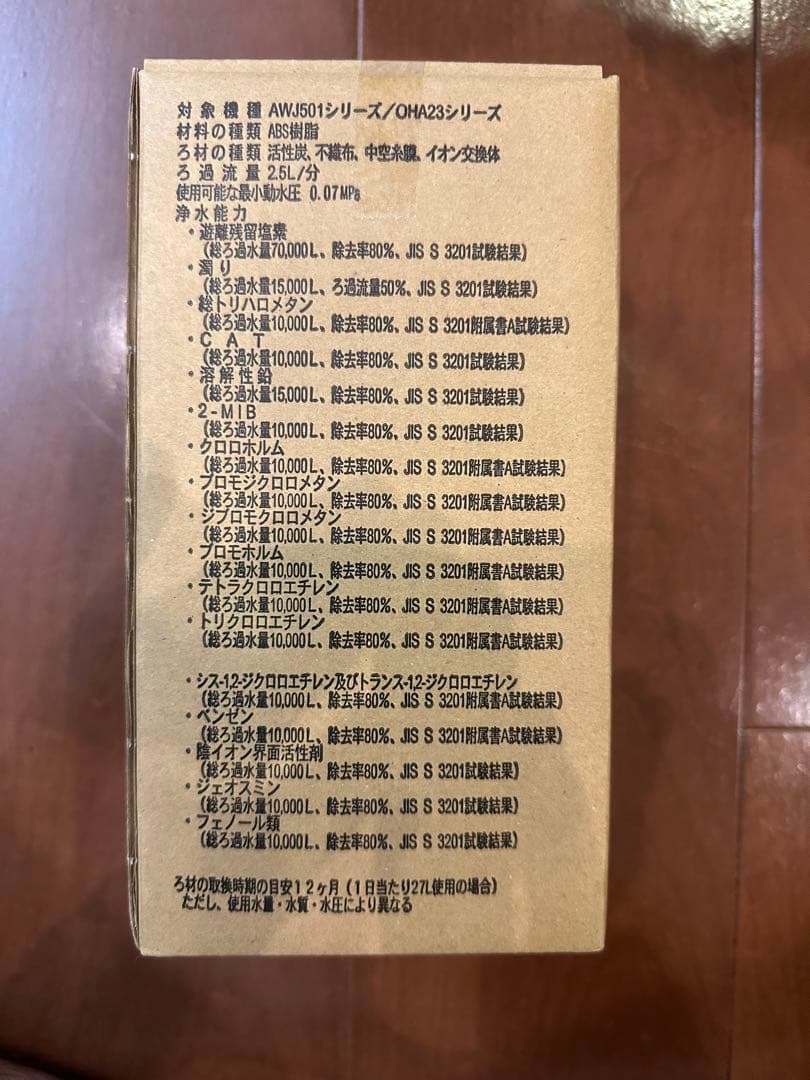 対象機種 AWJ501シリーズ/OHA23シリーズ
材料の種類 ABS樹脂
ろ材の種類 活性炭、不織布、中空糸膜、イオン交換体
ろ過流量 2.5L/分
使用可能な最小動水圧 0.07MPa
浄水能力
・遊離残留塩素
(総ろ過水量70,000L、除去率80%、JIS S 3201試験結果)
・濁り
(総ろ過水量15,000L、ろ過流量50%、JIS S 3201試験結果)
・総トリハロメタン
(総ろ過水量10,000L、除去率80%、JIS S 3201附属書A試験結果)
・CAT
(総ろ過水量10,000L、除去率80%、JIS S 3201試験結果)
・溶解性鉛
(総ろ過水量15,000L、除去率80%、JIS S 3201試験結果)
・2-MIB
(総ろ過水量10,000L、除去率80%、JIS S 3201試験結果)
・クロロホルム
(総ろ過水量10,000L、除去率80%、JIS S 3201附属書A試験結果)
・ブロモジクロロメタン
(総ろ過水量10,000L、除去率80%、JIS S 3201附属書A試験結果)
・ジブロモクロロメタン
(総ろ過水量10,000L、除去率80%、JIS S 3201附属書A試験結果)
・ブロモホルム
(総ろ過水量10,000L、除去率80%、JIS S 3201附属書A試験結果)
・テトラクロロエチレン
(総ろ過水量10,000L、除去率80%、JIS S 3201附属書A試験結果)
・トリクロロエチレン
(総ろ過水量10,000L、除去率80%、JIS S 3201附属書A試験結果)
・シス-1,2-ジクロロエチレン及びトランス-1,2-ジクロロエチレン
(総ろ過水量10,000L、除去率80%、JIS S 3201附属書A試験結果)
・ベンゼン
(総ろ過水量10,000L、除去率80%、JIS S 3201附属書A試験結果)
・陰イオン界面活性剤
(総ろ過水量10,000L、除去率80%、JIS S 3201試験結果)
・ジェオスミン
(総ろ過水量10,000L、除去率80%、JIS S 3201試験結果)
・フェノール類
(総ろ過水量10,000L、除去率80%、JIS S 3201試験結果)
ろ材の取換時期の目安12ヶ月(1日当たり27L使用の場合)
ただし、使用水量・水質・水圧により異なる